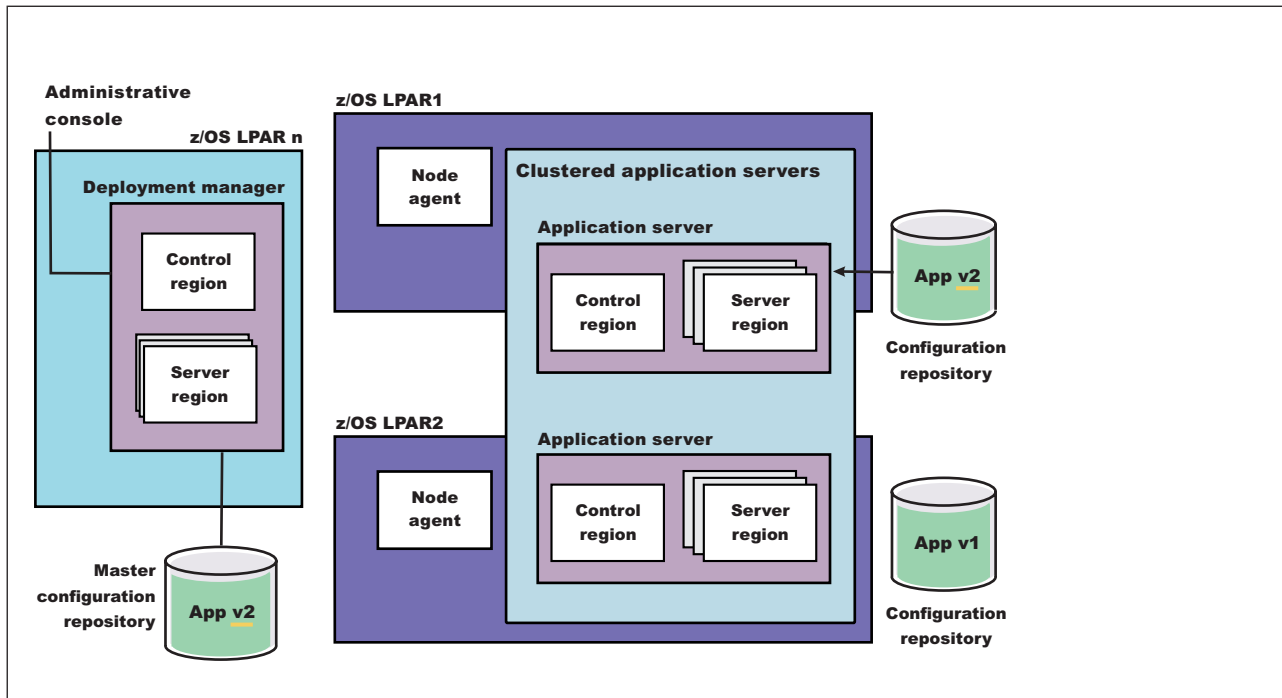 Administrative
console
z/OS LPAR n
Deployment manager
Control
region
Server
region
Master
configuration
repository
App v2
z/OS LPAR1
Node
agent
Clustered application servers
Application server
Control
region
Server
region
App v2
Configuration
repository
z/OS LPAR2
Node
agent
Application server
Control
region
Server
region
App v1
Configuration
repository